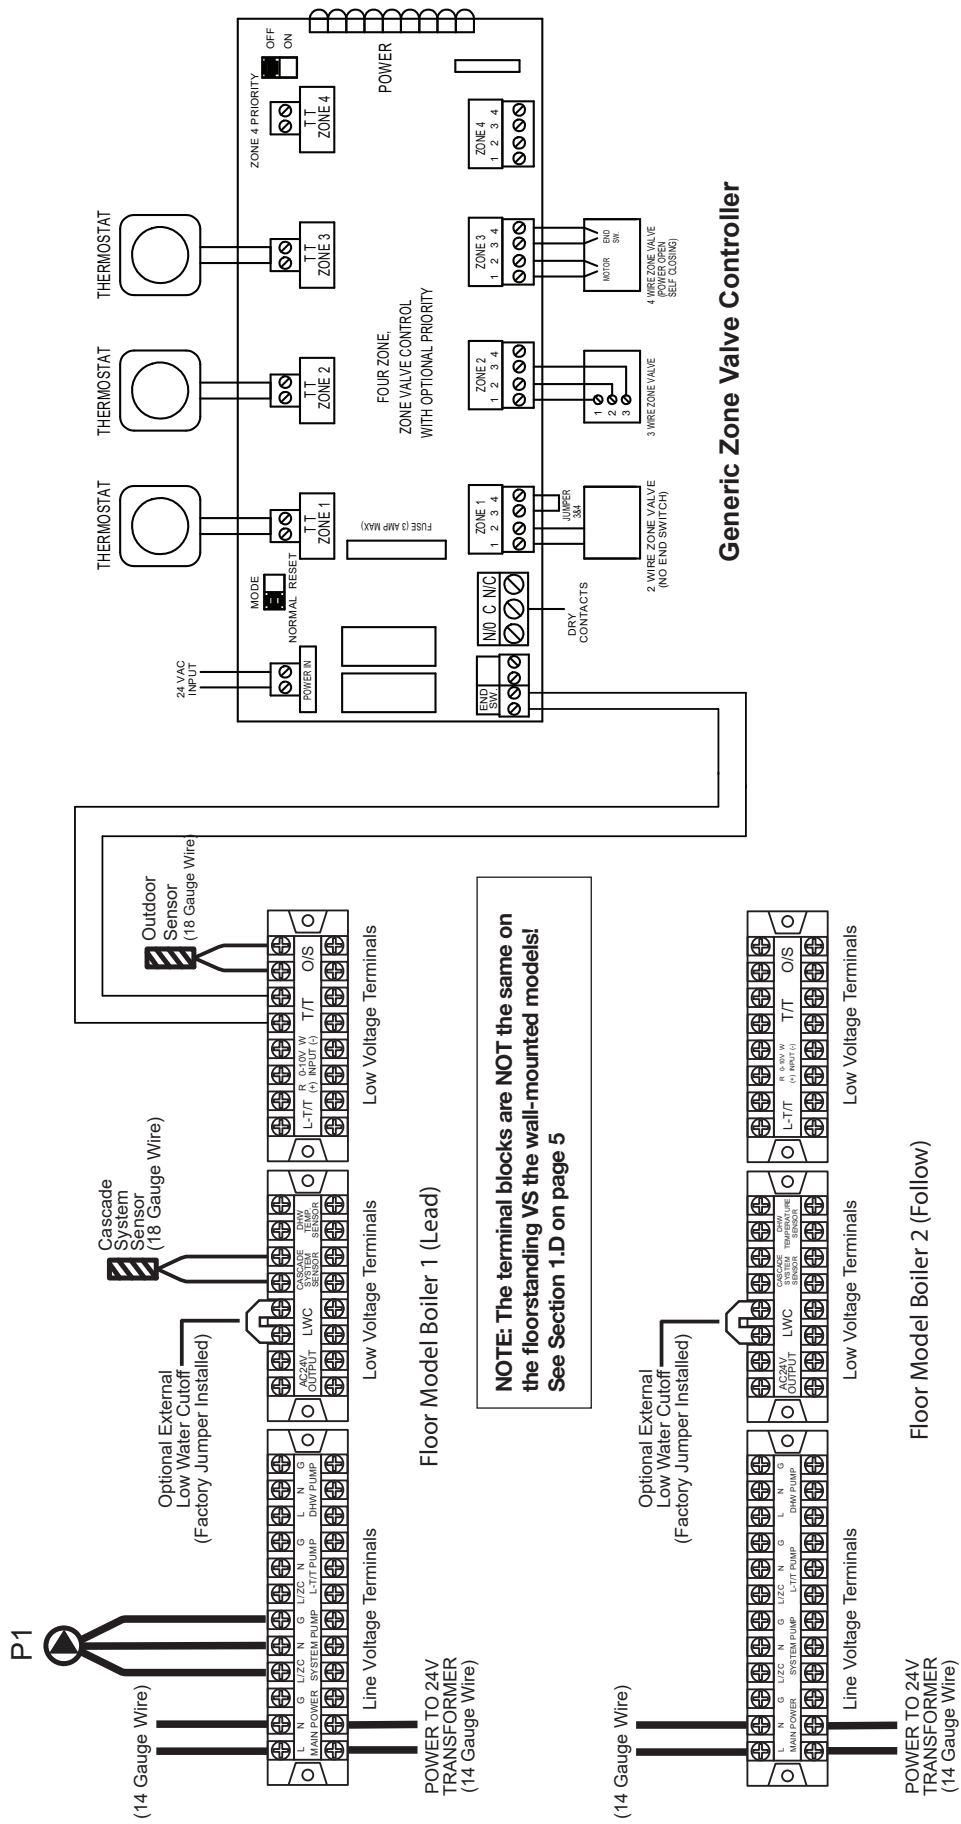 P1
(14 Gauge Wire)
Optional External
Low Water Cutoff
(Factory Jumper Installed)
Cascade
System
Sensor
(18 Gauge Wire)
Outdoor
Sensor
(18 Gauge Wire)
L N G L/ZC N G L/ZC N G L N G
MAIN POWER SYSTEM PUMP L-T/T PUMP DHW PUMP
AC24V
OUTPUT
LWC
CASCADE
SYSTEM
SENSOR
DHW
TEMP.
SENSOR
L-T/T
R 0-10V W
(+) INPUT (-)
T/T
O/S
Line Voltage Terminals
Low Voltage Terminals
Low Voltage Terminals
POWER TO 24V
TRANSFORMER
(14 Gauge Wire)
Floor Model Boiler 1 (Lead)
NOTE: The terminal blocks are NOT the same on
the floorstanding VS the wall-mounted models!
See Section 1.D on page 5
(14 Gauge Wire)
Optional External
Low Water Cutoff
(Factory Jumper Installed)
L N G L/ZC N G L/ZC N G L N G
MAIN POWER SYSTEM PUMP L-T/T PUMP DHW PUMP
AC24V
OUTPUT
LWC
CASCADE
SYSTEM
SENSOR
DHW
TEMPERATURE
SENSOR
L-T/T
R 0-10V W
(+) INPUT (-)
T/T
O/S
Line Voltage Terminals
Low Voltage Terminals
Low Voltage Terminals
POWER TO 24V
TRANSFORMER
(14 Gauge Wire)
Floor Model Boiler 2 (Follow)
THERMOSTAT
THERMOSTAT
THERMOSTAT
24 VAC
INPUT
POWER IN
MODE
NORMAL RESET
T T
ZONE 1
T T
ZONE 2
T T
ZONE 3
ZONE 4 PRIORITY
OFF
ON
T T
ZONE 4
FUSE (3 AMP MAX)
FOUR ZONE,
ZONE VALVE CONTROL
WITH OPTIONAL PRIORITY
POWER
END
SW.
N/0 C N/C
DRY
CONTACTS
ZONE 1
1 2 3 4
JUMPER
3&4
2 WIRE ZONE VALVE
(NO END SWITCH)
ZONE 2
1 2 3 4
1 2 3
3 WIRE ZONE VALVE
ZONE 3
1 2 3 4
MOTOR
END
SW.
4 WIRE ZONE VALVE
(POWER OPEN
SELF CLOSING)
ZONE 4
1 2 3 4
Generic Zone Valve Controller